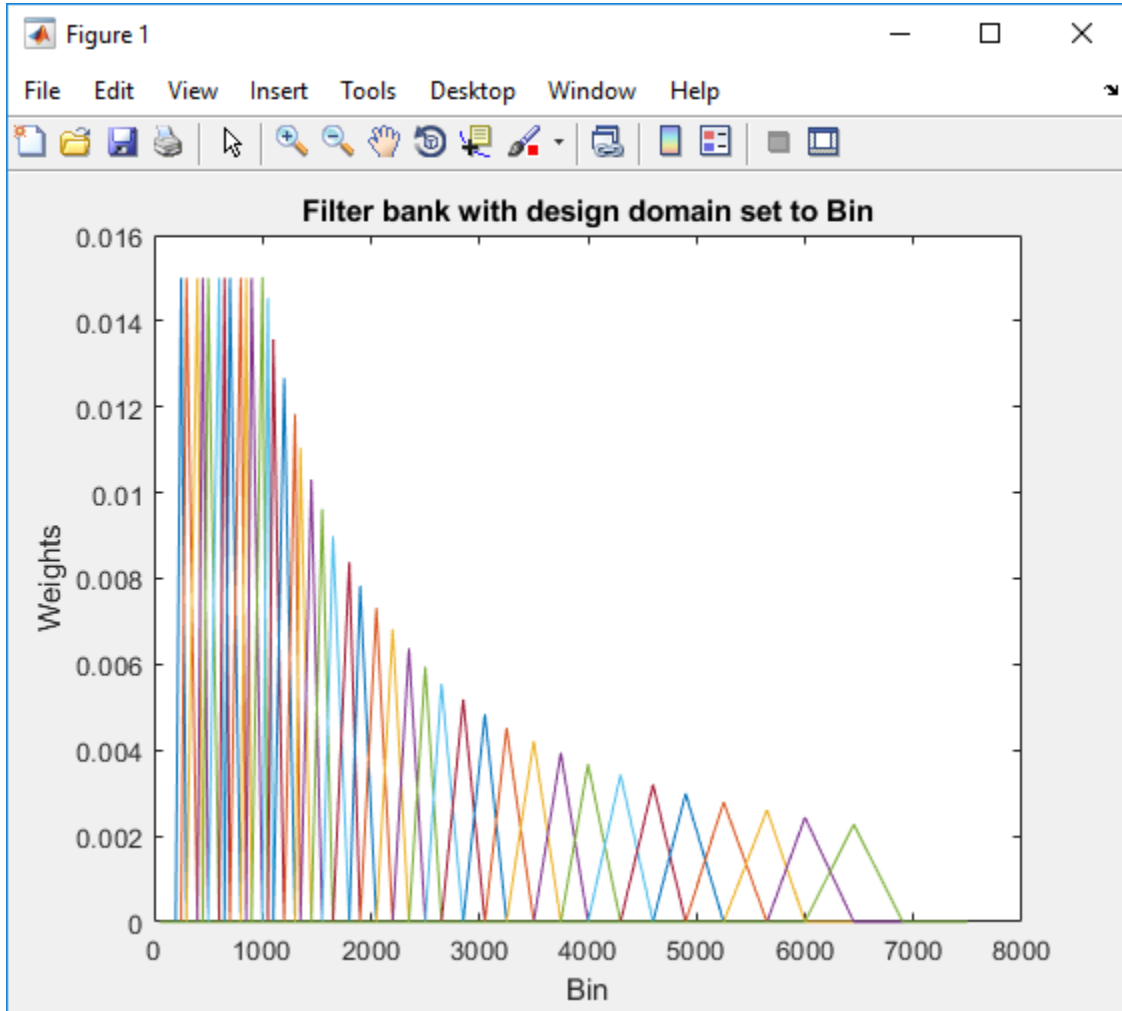 Figure 1
File Edit View Insert Tools Desktop Window Help
Filter bank with design domain set to Bin
0.016
0.014
0.012
0.01
0.008
0.006
0.004
0.002
0
Weights
0 1000 2000 3000 4000 5000 6000 7000 8000
Bin